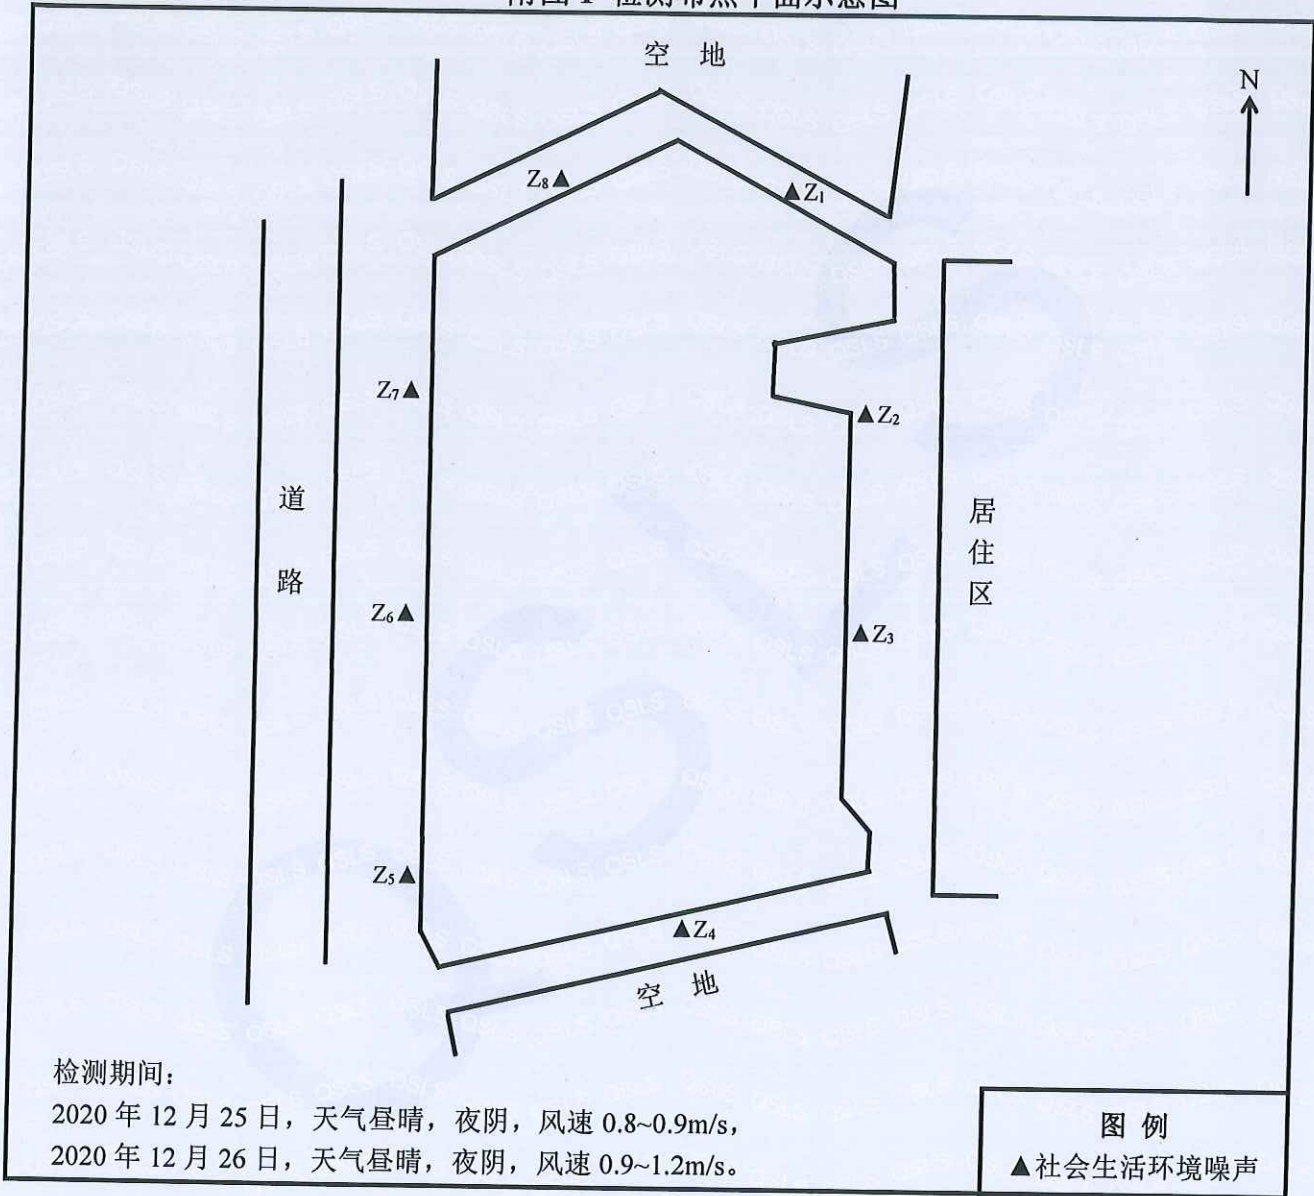 空 地
N
Z8▲
▲Z1
Z7▲
▲Z2
道
路
居
住
区
Z6▲
▲Z3
Z5▲
▲Z4
空 地
检测期间：
2020 年 12 月 25 日，天气昼晴，夜阴，风速 0.8~0.9m/s，
2020 年 12 月 26 日，天气昼晴，夜阴，风速 0.9~1.2m/s。
图 例
▲社会生活环境噪声